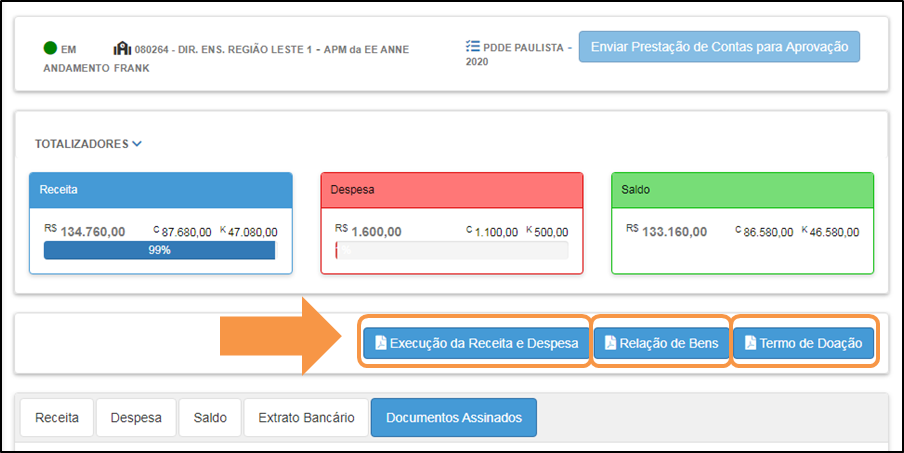 EM
ANDAMENTO
080264 - DIR. ENS. REGIÃO LESTE 1 - APM da EE ANNE
FRANK
PDDE PAULISTA -
2020
Enviar Prestação de Contas para Aprovação
TOTALIZADORES
Receita
R$ 134.760,00 C 87.680,00 K 47.080,00
99%
Despesa
R$ 1.600,00 C 1.100,00 K 500,00
Saldo
R$ 133.160,00 C 86.580,00 K 46.580,00
Execução da Receita e Despesa
Relação de Bens
Termo de Doação
Receita
Despesa
Saldo
Extrato Bancário
Documentos Assinados